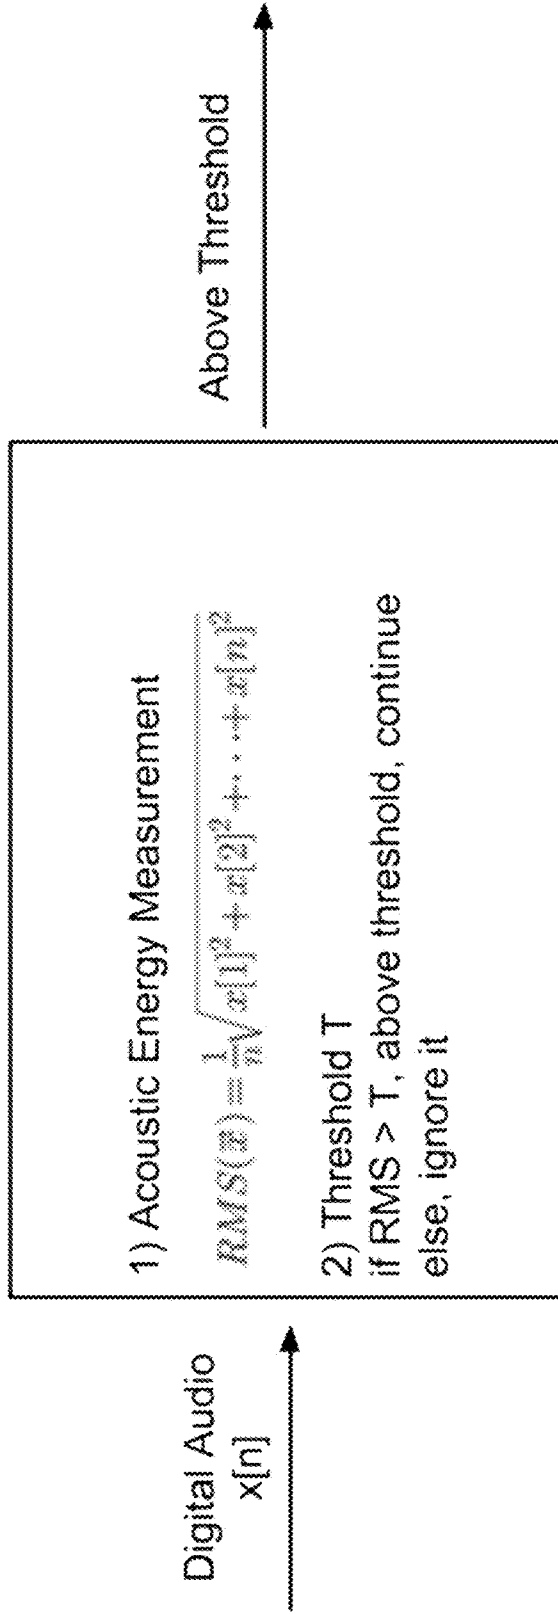 Digital Audio
x[n]
1) Acoustic Energy Measurement
RMS(x̅) = 1/n √x[1]² + x[2]² + ··· + x[n]²
2) Threshold T
if RMS > T, above threshold, continue
else, ignore it
Above Threshold